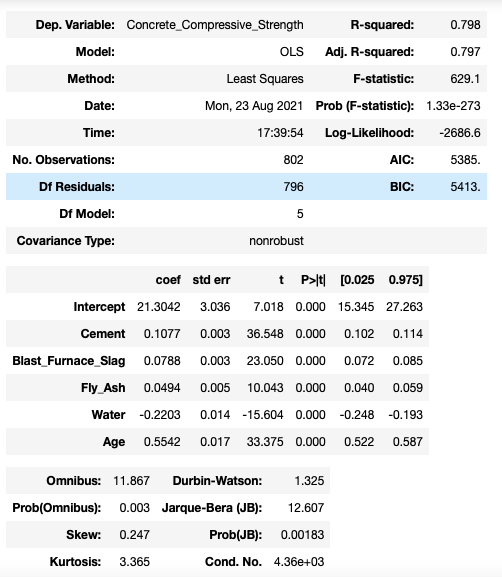 Dep. Variable: Concrete_Compressive_Strength R-squared: 0.798
Model: OLS Adj. R-squared: 0.797
Method: Least Squares F-statistic: 629.1
Date: Mon, 23 Aug 2021 Prob (F-statistic): 1.33e-273
Time: 17:39:54 Log-Likelihood: -2686.6
No. Observations: 802 AIC: 5385.
Df Residuals: 796 BIC: 5413.
Df Model: 5
Covariance Type: nonrobust
coef std err t P>|t| [0.025 0.975]
Intercept 21.3042 3.036 7.018 0.000 15.345 27.263
Cement 0.1077 0.003 36.548 0.000 0.102 0.114
Blast_Furnace_Slag 0.0788 0.003 23.050 0.000 0.072 0.085
Fly_Ash 0.0494 0.005 10.043 0.000 0.040 0.059
Water -0.2203 0.014 -15.604 0.000 -0.248 -0.193
Age 0.5542 0.017 33.375 0.000 0.522 0.587
Omnibus: 11.867 Durbin-Watson: 1.325
Prob(Omnibus): 0.003 Jarque-Bera (JB): 12.607
Skew: 0.247 Prob(JB): 0.00183
Kurtosis: 3.365 Cond. No. 4.36e+03